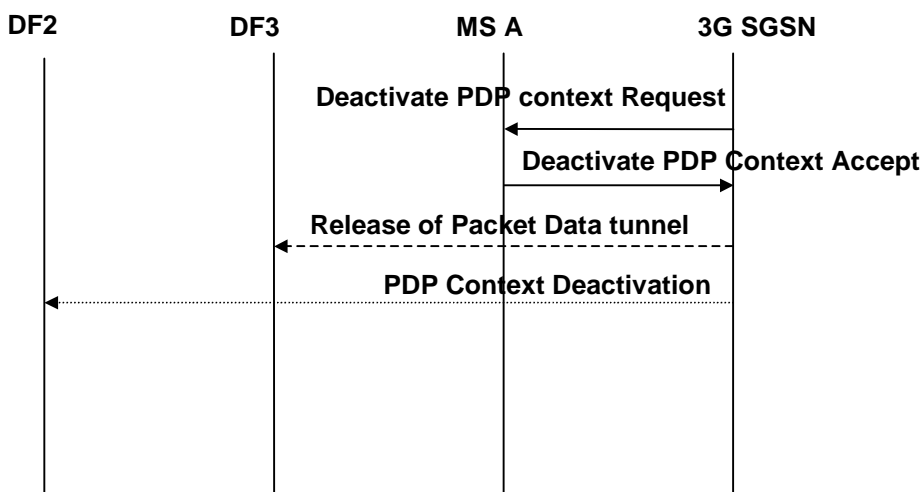 DF2
DF3
MS A
3G SGSN
Deactivate PDP context Request
Deactivate PDP Context Accept
Release of Packet Data tunnel
PDP Context Deactivation